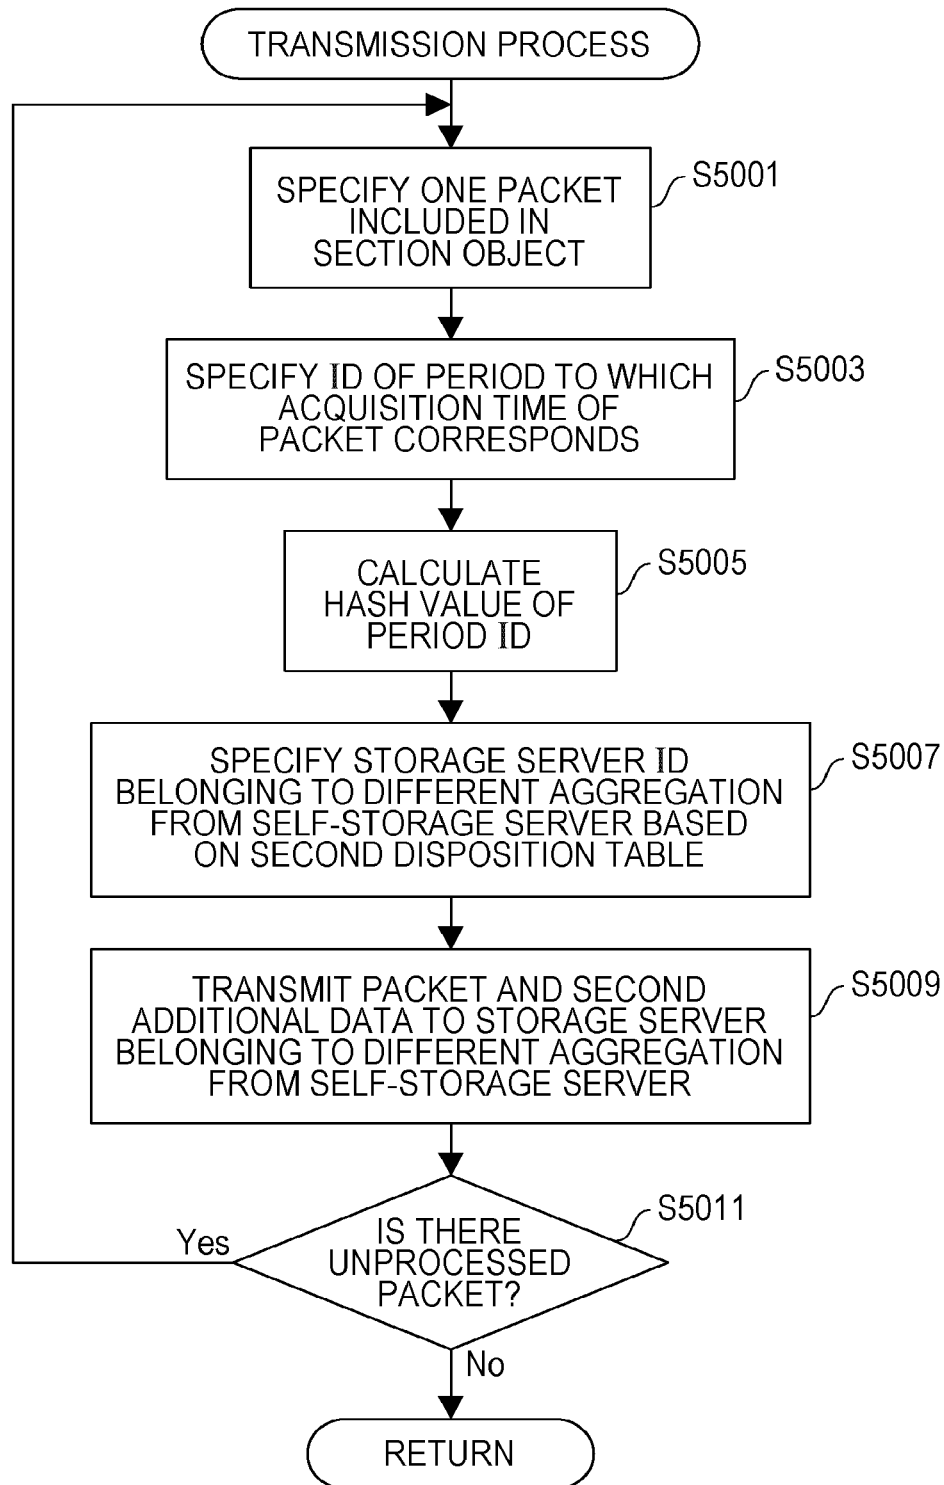 TRANSMISSION PROCESS
SPECIFY ONE PACKET
INCLUDED IN
SECTION OBJECT
S5001
SPECIFY ID OF PERIOD TO WHICH
ACQUISITION TIME OF
PACKET CORRESPONDS
S5003
CALCULATE
HASH VALUE OF
PERIOD ID
S5005
SPECIFY STORAGE SERVER ID
BELONGING TO DIFFERENT AGGREGATION
FROM SELF-STORAGE SERVER BASED
ON SECOND DISPOSITION TABLE
S5007
TRANSMIT PACKET AND SECOND
ADDITIONAL DATA TO STORAGE SERVER
BELONGING TO DIFFERENT AGGREGATION
FROM SELF-STORAGE SERVER
S5009
IS THERE
UNPROCESSED
PACKET?
S5011
Yes
No
RETURN